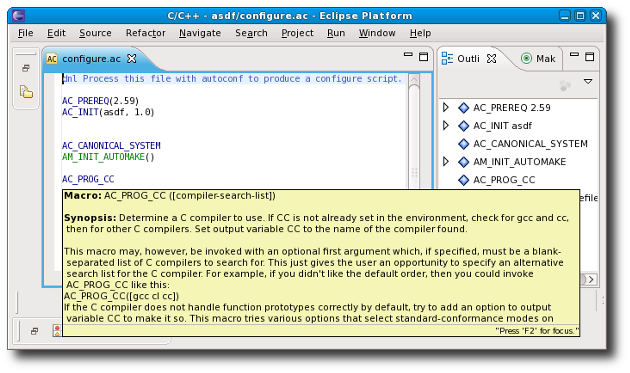 C/C++ - asdf/configure.ac - Eclipse Platform
File Edit Source Refactor Navigate Search Project Run Window Help
configure.ac
Outli
Mak
dnl Process this file with autoconf to produce a configure script.
AC_PREREQ(2.59)
AC_INIT(asdf, 1.0)
AC_CANONICAL_SYSTEM
AM_INIT_AUTOMAKE()
AC_PROG_CC
AC_PREREQ 2.59
AC_INIT asdf
AC_CANONICAL_SYSTEM
AM_INIT_AUTOMAKE
AC_PROG_CC
Macro: AC_PROG_CC ([compiler-search-list])
Synopsis: Determine a C compiler to use. If CC is not already set in the environment, check for gcc and cc,
then for other C compilers. Set output variable CC to the name of the compiler found.
This macro may, however, be invoked with an optional first argument which, if specified, must be a blank-
separated list of C compilers to search for. This just gives the user an opportunity to specify an alternative
search list for the C compiler. For example, if you didn't like the default order, then you could invoke
AC_PROG_CC like this:
AC_PROG_CC([gcc cl cc])
If the C compiler does not handle function prototypes correctly by default, try to add an option to output
variable CC to make it so. This macro tries various options that select standard-conformance modes on
"Press 'F2' for focus."